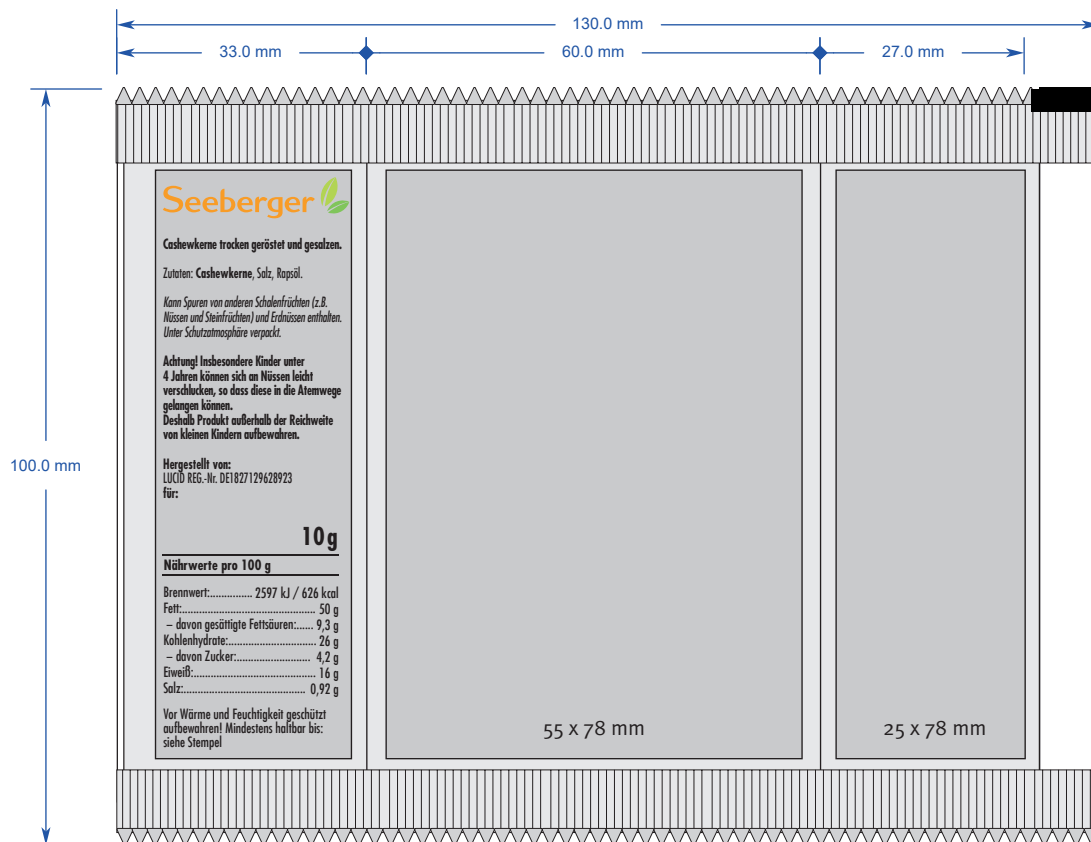 130.0 mm
33.0 mm
60.0 mm
27.0 mm
100.0 mm
Seeberger
Cashewkerne trocken geröstet und gesalzen.
Zutaten: Cashewkerne, Salz, Rapsöl.
Kann Spuren von anderen Schalenfrüchten (z.B.
Nüssen und Steinfrüchten) und Erdnüssen enthalten.
Unter Schutzatmosphäre verpackt.
Achtung! Insbesondere Kinder unter
4 Jahren können sich an Nüssen leicht
verschlucken, so dass diese in die Atemwege
gelangen können.
Deshalb Produkt außerhalb der Reichweite
von kleinen Kindern aufbewahren.
Hergestellt von:
LUCID REG.-Nr. DE1827129628923
für:
10g
Nährwerte pro 100 g
Brennwert:............... 2597 kJ / 626 kcal
Fett:............................................... 50 g
– davon gesättigte Fettsäuren:...... 9,3 g
Kohlenhydrate:............................... 26 g
– davon Zucker:.......................... 4,2 g
Eiweiß:........................................... 16 g
Salz:........................................... 0,92 g
Vor Wärme und Feuchtigkeit geschützt
aufbewahren! Mindestens haltbar bis:
siehe Stempel
55 x 78 mm
25 x 78 mm